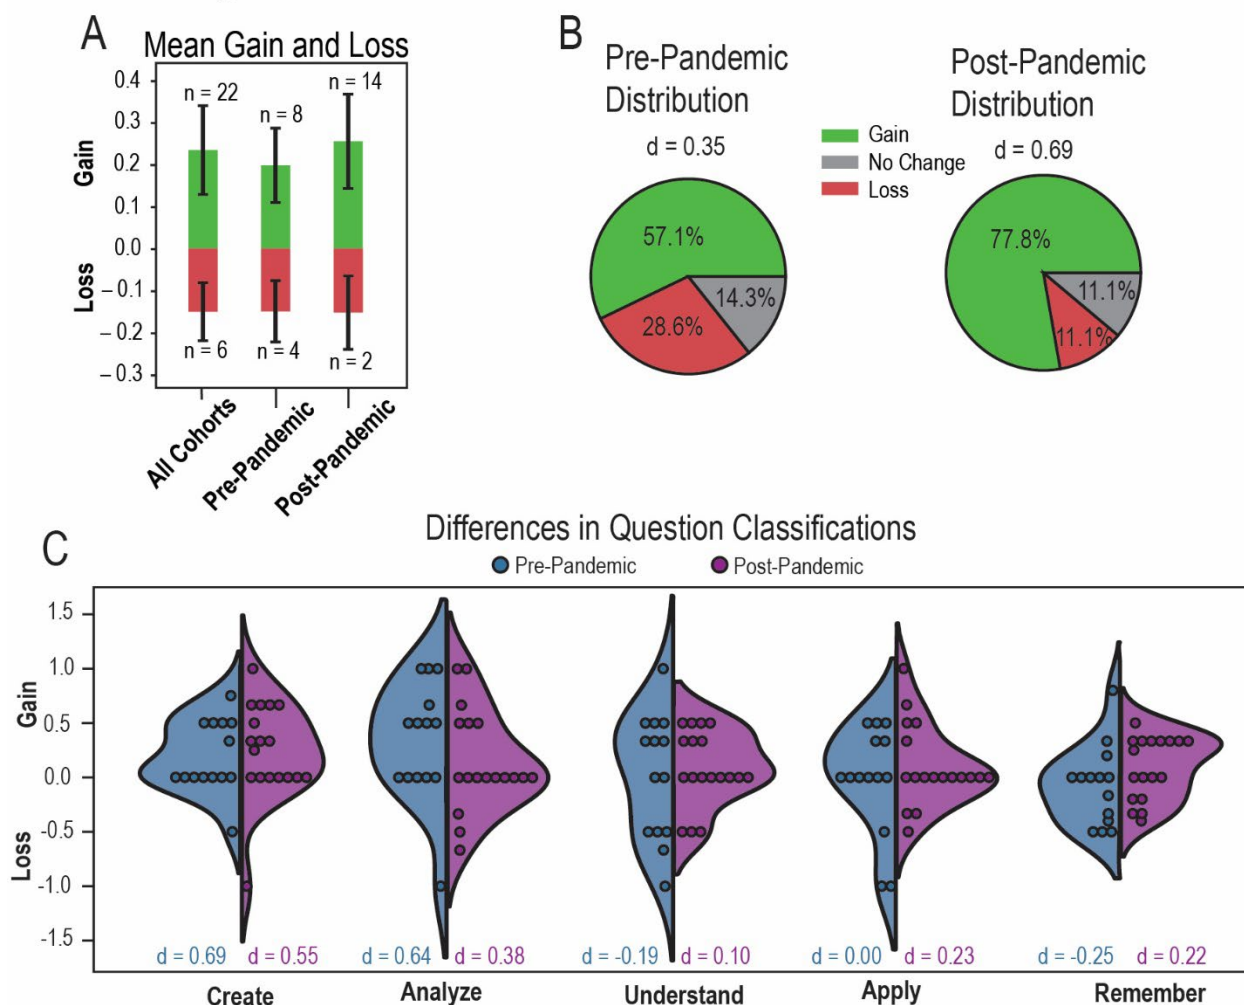 A
Mean Gain and Loss
0.4
0.3
0.2
0.1
0.0
– 0.1
– 0.2
– 0.3
Gain
Loss
n = 22
n = 8
n = 14
n = 6
n = 4
n = 2
All Cohorts
Pre-Pandemic
Post-Pandemic
B
Pre-Pandemic
Distribution
d = 0.35
57.1%
14.3%
28.6%
Gain
No Change
Loss
Post-Pandemic
Distribution
d = 0.69
77.8%
11.1%
11.1%
C
Differences in Question Classifications
Pre-Pandemic
Post-Pandemic
1.5
1.0
0.5
0.0
-0.5
-1.0
-1.5
Gain
Loss
d = 0.69 d = 0.55
d = 0.64 d = 0.38
d = -0.19 d = 0.10
d = 0.00 d = 0.23
d = -0.25 d = 0.22
Create
Analyze
Understand
Apply
Remember